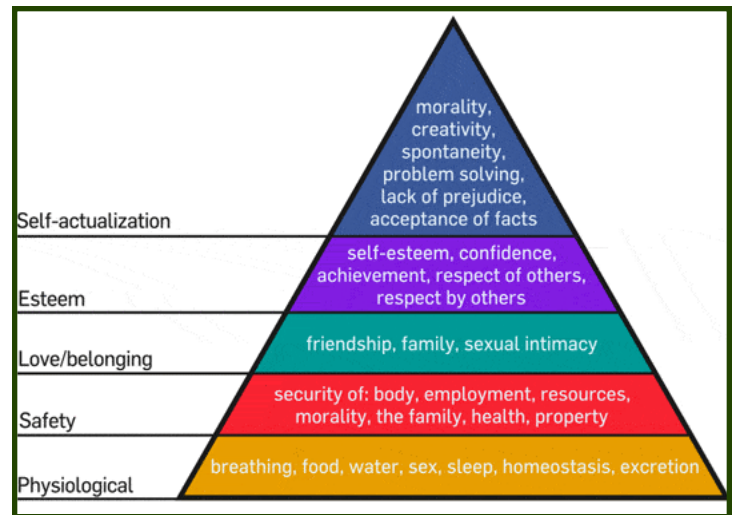 morality,
creativity,
spontaneity,
problem solving,
lack of prejudice,
acceptance of facts
Self-actualization
self-esteem, confidence,
achievement, respect of others,
respect by others
Esteem
friendship, family, sexual intimacy
Love/belonging
security of: body, employment, resources,
morality, the family, health, property
Safety
breathing, food, water, sex, sleep, homeostasis, excretion
Physiological